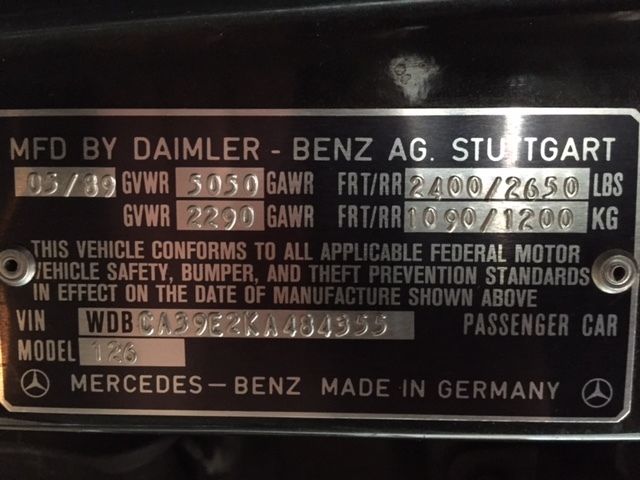 MFD BY DAIMLER - BENZ AG. STUTTGART
05/89 GVWR 5050 GAWR FRT/RR 2400/2650 LBS
GVWR 2290 GAWR FRT/RR 1090/1200 KG
THIS VEHICLE CONFORMS TO ALL APPLICABLE FEDERAL MOTOR
VEHICLE SAFETY, BUMPER, AND THEFT PREVENTION STANDARDS
IN EFFECT ON THE DATE OF MANUFACTURE SHOWN ABOVE
VIN WDBCA39E2KA484355 PASSENGER CAR
MODEL 126
MERCEDES-BENZ MADE IN GERMANY